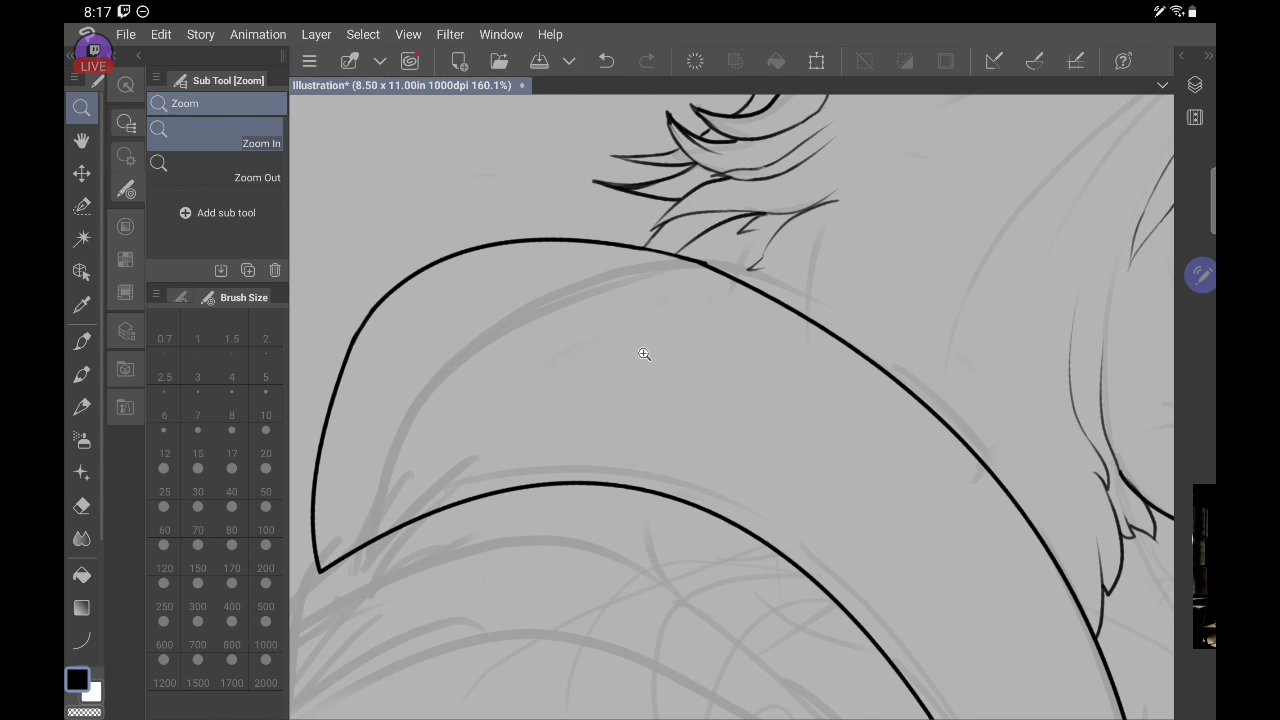 8:17
LIVE
File Edit Story Animation Layer Select View Filter Window Help
Sub Tool [Zoom]
Illustration* (8.50 x 11.00in 1000dpi 160.1%)
Zoom
Zoom In
Zoom Out
Add sub tool
Brush Size
0.7 1 1.5 2
2.5 3 4 5
6 7 8 10
12 15 17 20
25 30 40 50
60 70 80 100
120 150 170 200
250 300 400 500
600 700 800 1000
1200 1500 1700 2000